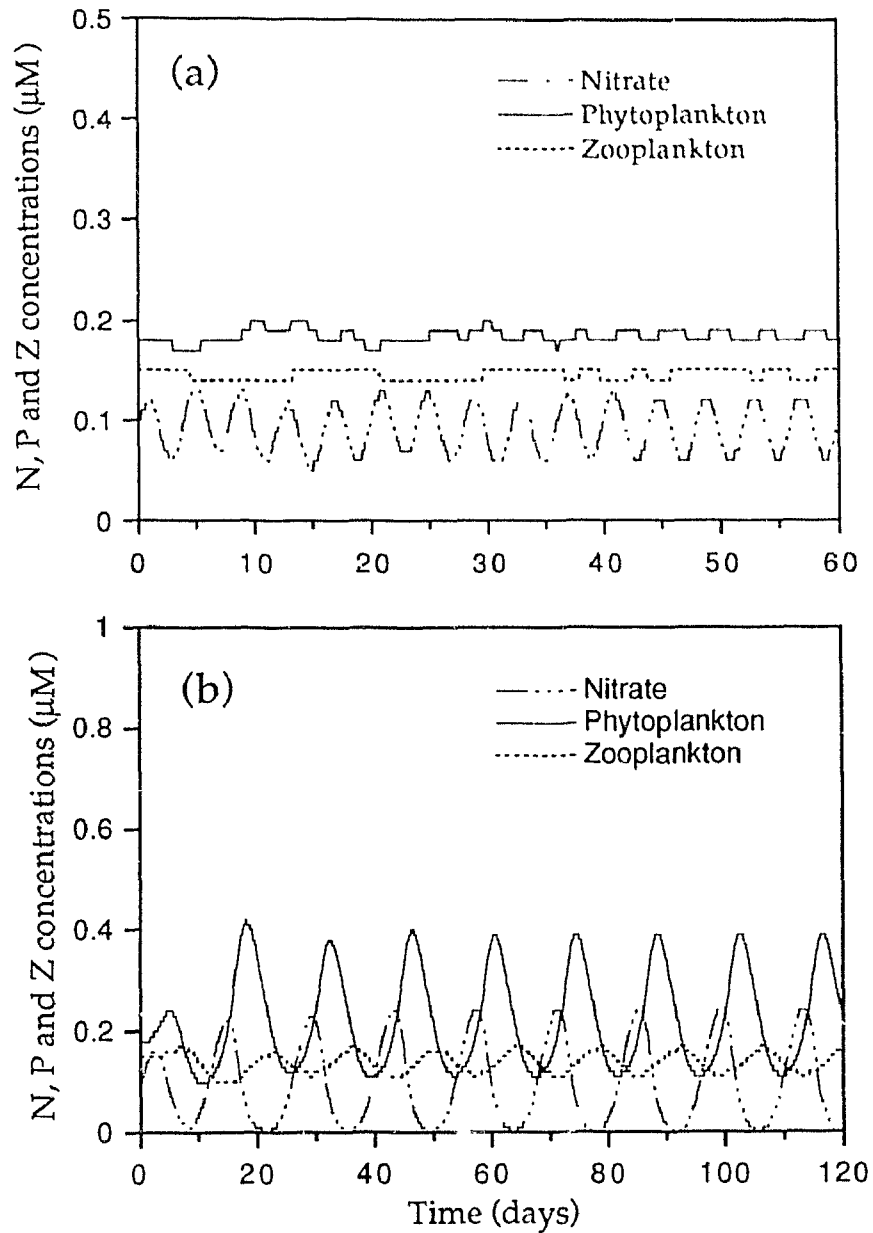 N, P and Z concentrations (μM)
0.5
0.4
0.3
0.2
0.1
0
(a)
Nitrate
Phytoplankton
Zooplankton
0 10 20 30 40 50 60
N, P and Z concentrations (μM)
1
0.8
0.6
0.4
0.2
0
(b)
Nitrate
Phytoplankton
Zooplankton
0 20 40 60 80 100 120
Time (days)